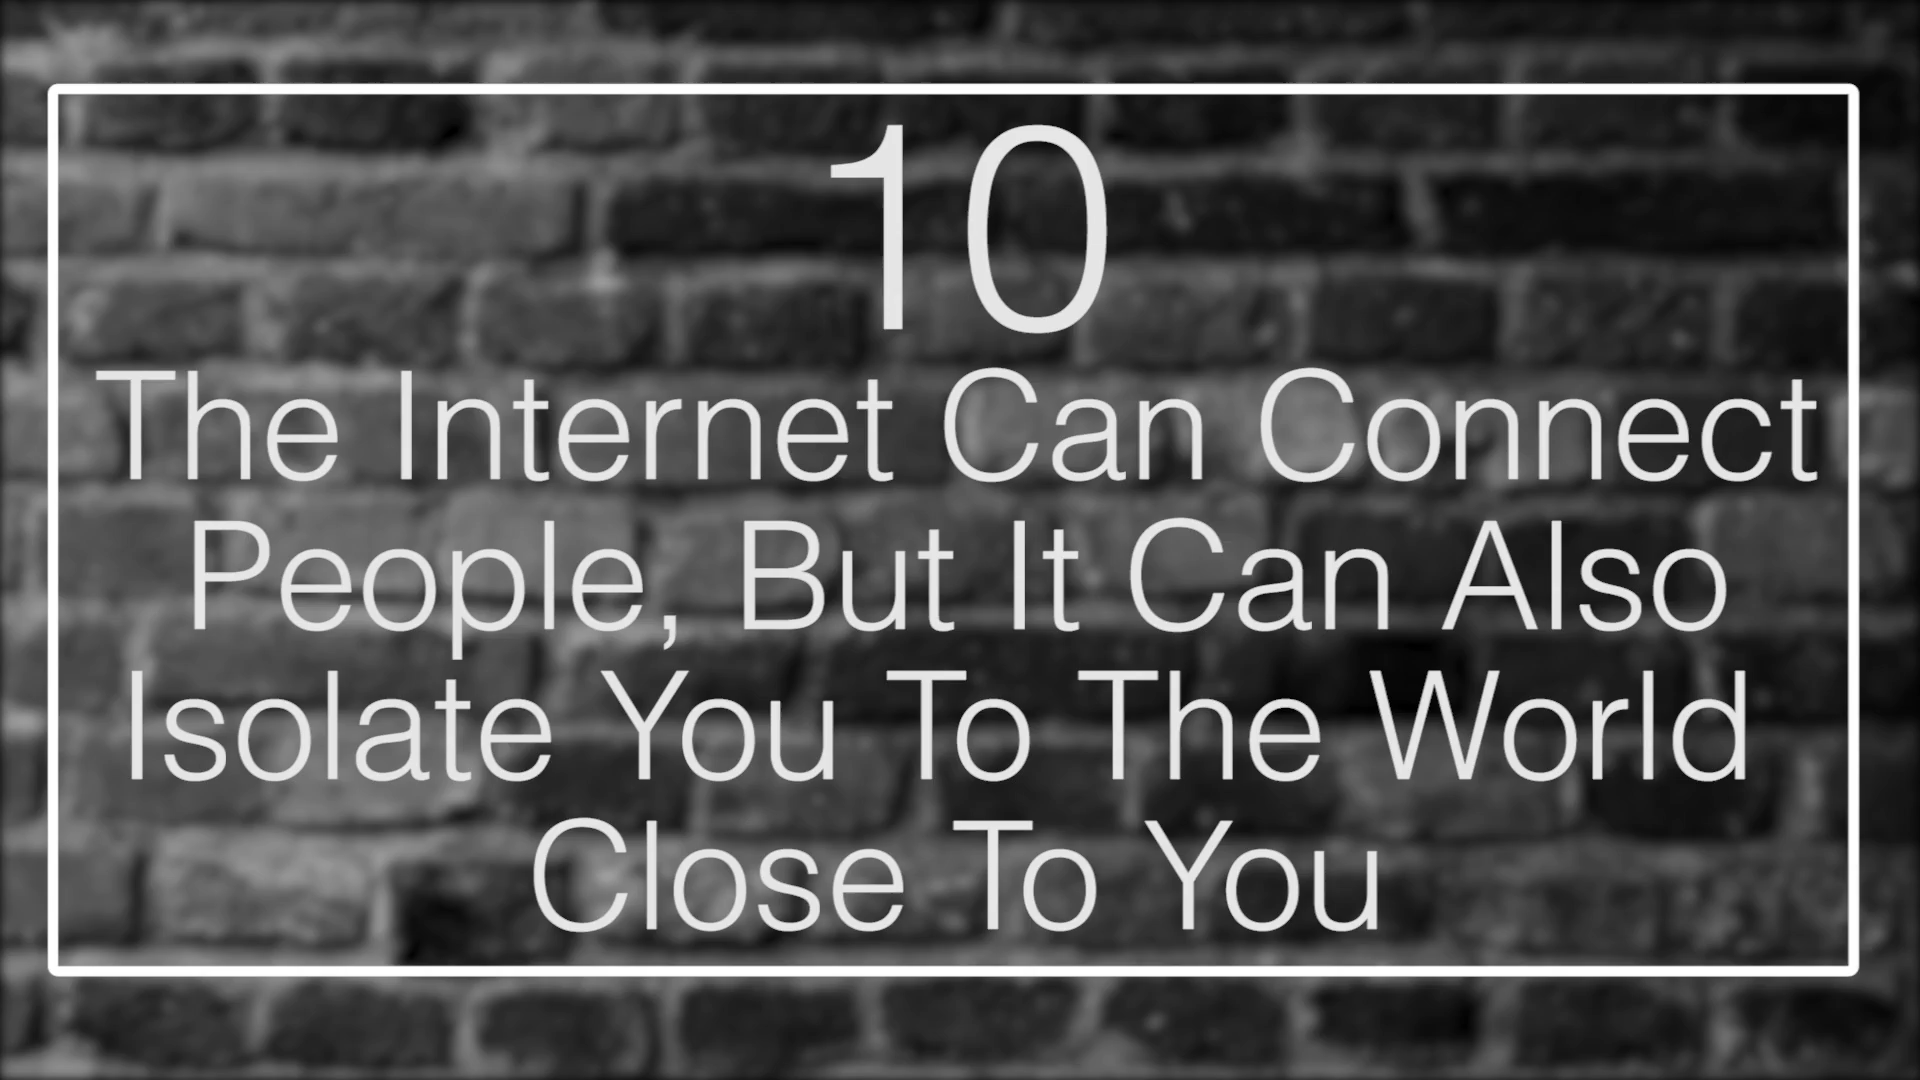 10
The Internet Can Connect
People, But It Can Also
Isolate You To The World
Close To You